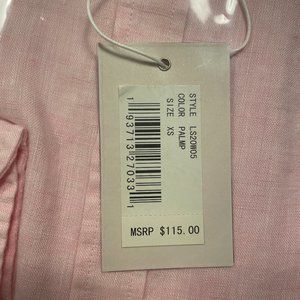 STYLE LS20W05
COLOR PALMP
SIZE XS
1 93713 27033 1
MSRP $115.00